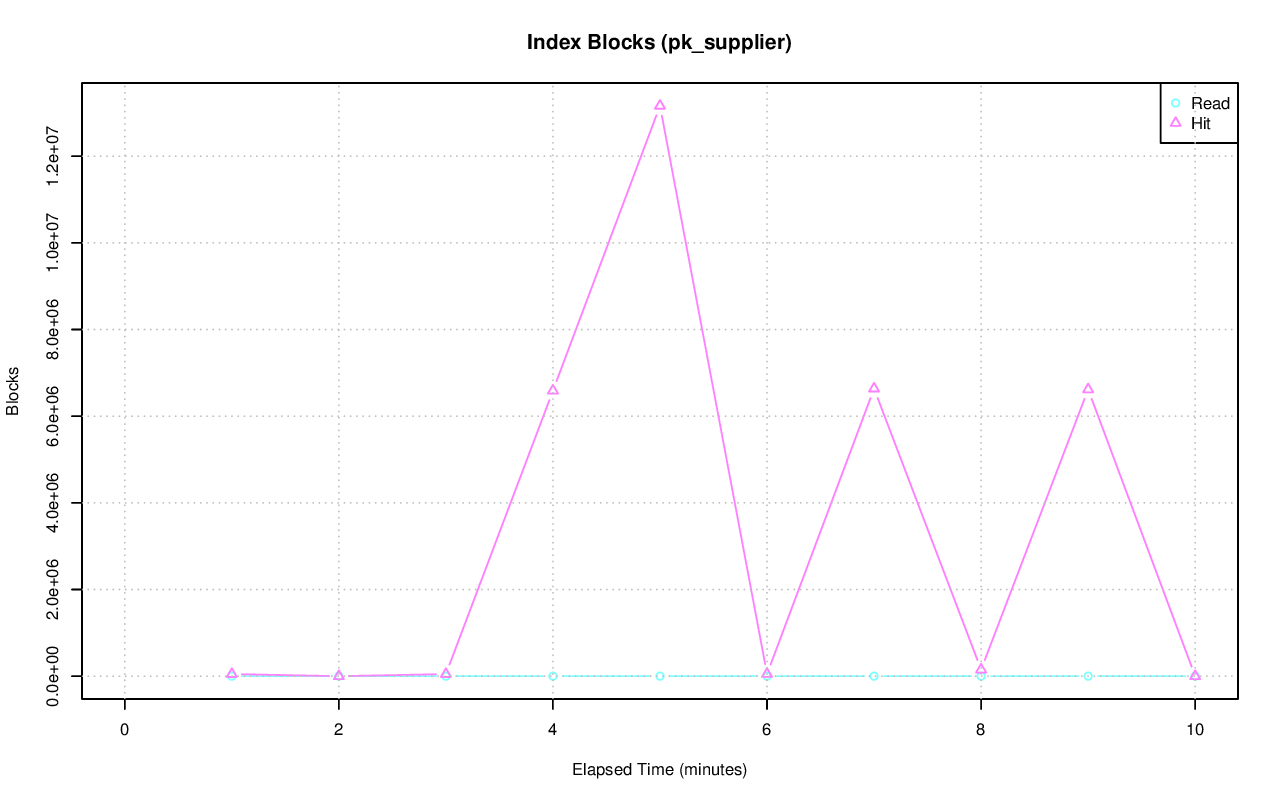 Index Blocks (pk_supplier)
Read
Hit
1.2e+07
1.0e+07
8.0e+06
6.0e+06
4.0e+06
2.0e+06
0.0e+00
Blocks
0 2 4 6 8 10
Elapsed Time (minutes)